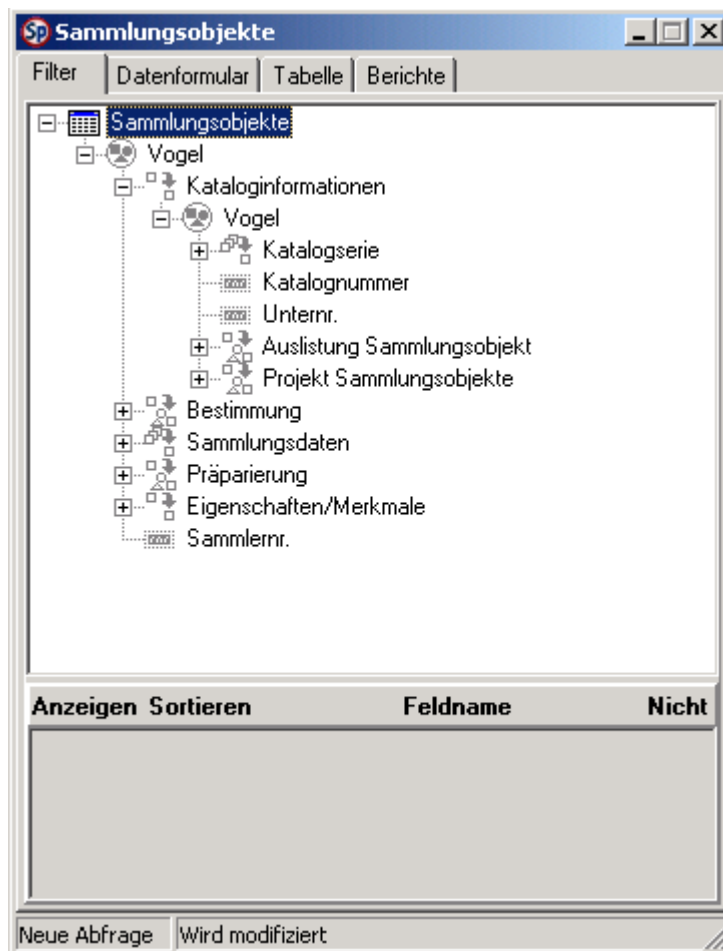 Sp Sammlungsobjekte
Filter Datenformular Tabelle Berichte
Sammlungsobjekte
Vogel
Kataloginformationen
Vogel
Katalogserie
Katalognummer
Unternr.
Auslistung Sammlungsobjekt
Projekt Sammlungsobjekte
Bestimmung
Sammlungsdaten
Präparierung
Eigenschaften/Merkmale
Sammlernr.
Anzeigen Sortieren Feldname Nicht
Neue Abfrage Wird modifiziert